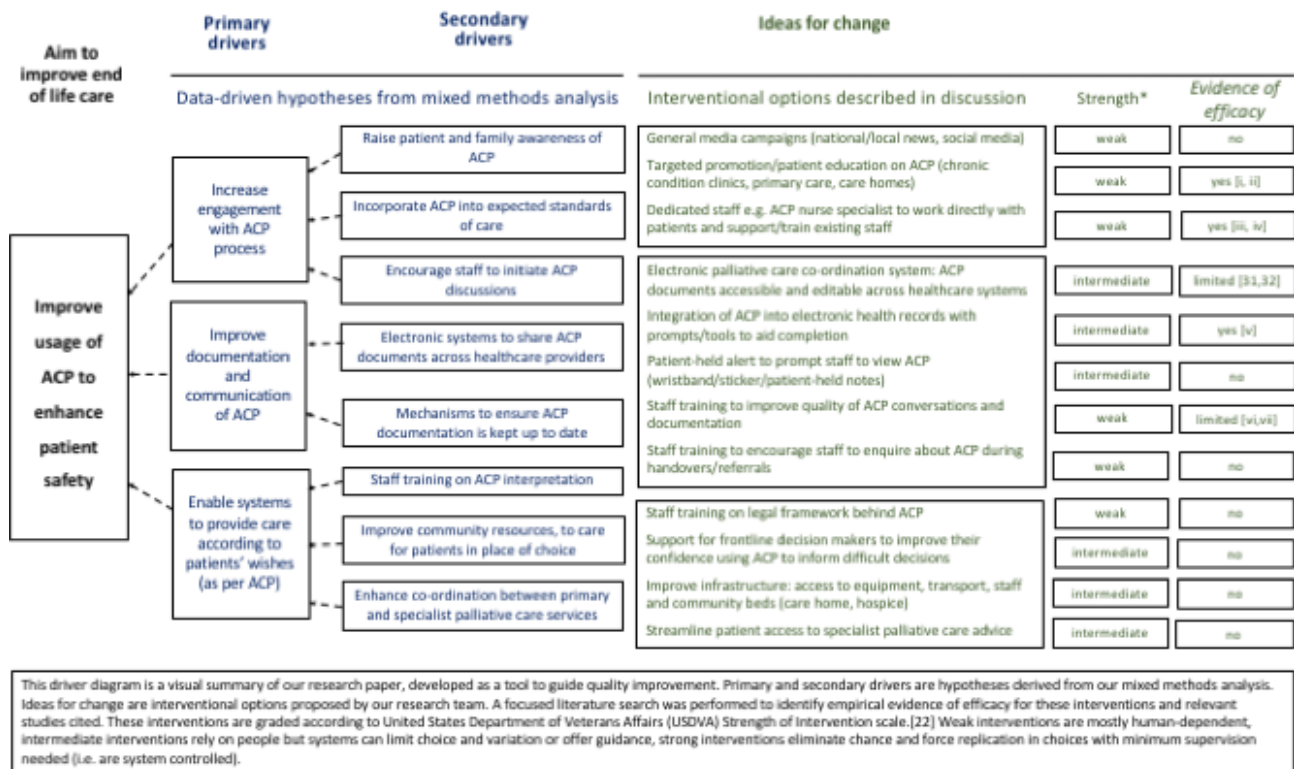 Primary
drivers
Secondary
drivers
Ideas for change
Aim to
improve end
of life care
Data-driven hypotheses from mixed methods analysis
Interventional options described in discussion
Strength*
Evidence of
efficacy
Improve
usage of
ACP to
enhance
patient
safety
Increase
engagement
with ACP
process
Improve
documentation
and
communication
of ACP
Enable systems
to provide care
according to
patients' wishes
(as per ACP)
Raise patient and family awareness of
ACP
Incorporate ACP into expected standards
of care
Encourage staff to initiate ACP
discussions
Electronic systems to share ACP
documents across healthcare providers
Mechanisms to ensure ACP
documentation is kept up to date
Staff training on ACP interpretation
Improve community resources, to care
for patients in place of choice
Enhance co-ordination between primary
and specialist palliative care services
General media campaigns (national/local news, social media)
weak
no
Targeted promotion/patient education on ACP (chronic
condition clinics, primary care, care homes)
weak
yes [i, ii]
Dedicated staff e.g. ACP nurse specialist to work directly with
patients and support/train existing staff
weak
yes [iii, iv]
Electronic palliative care co-ordination system: ACP
documents accessible and editable across healthcare systems
intermediate
limited [31,32]
Integration of ACP into electronic health records with
prompts/tools to aid completion
intermediate
yes [v]
Patient-held alert to prompt staff to view ACP
(wristband/sticker/patient-held notes)
intermediate
no
Staff training to improve quality of ACP conversations and
documentation
weak
limited [vi,vii]
Staff training to encourage staff to enquire about ACP during
handovers/referrals
weak
no
Staff training on legal framework behind ACP
weak
no
Support for frontline decision makers to improve their
confidence using ACP to inform difficult decisions
intermediate
no
Improve infrastructure: access to equipment, transport, staff
and community beds (care home, hospice)
intermediate
no
Streamline patient access to specialist palliative care advice
intermediate
no
This driver diagram is a visual summary of our research paper, developed as a tool to guide quality improvement. Primary and secondary drivers are hypotheses derived from our mixed methods analysis.
Ideas for change are interventional options proposed by our research team. A focused literature search was performed to identify empirical evidence of efficacy for these interventions and relevant
studies cited. These interventions are graded according to United States Department of Veterans Affairs (USDVA) Strength of Intervention scale.[22] Weak interventions are mostly human-dependent,
intermediate interventions rely on people but systems can limit choice and variation or offer guidance, strong interventions eliminate chance and force replication in choices with minimum supervision
needed (i.e. are system controlled).